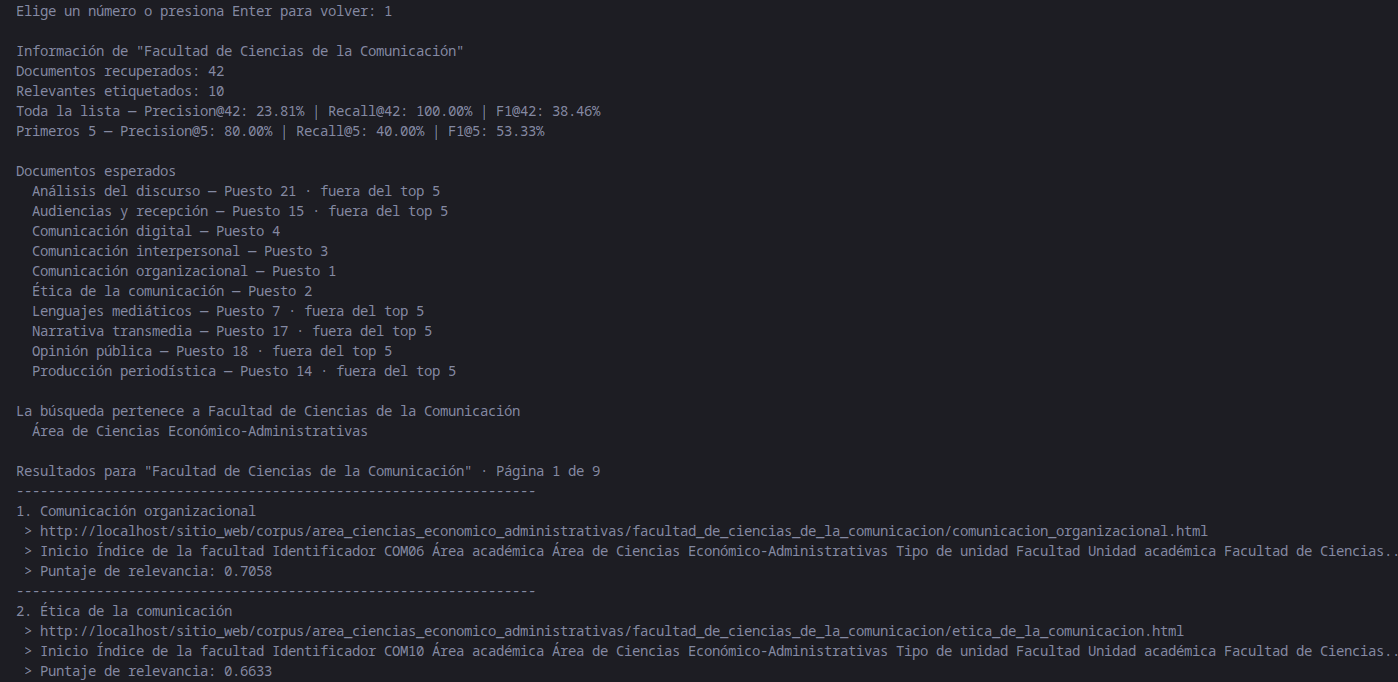 Elige un número o presiona Enter para volver: 1
Información de "Facultad de Ciencias de la Comunicación"
Documentos recuperados: 42
Relevantes etiquetados: 10
Toda la lista — Precision@42: 23.81% | Recall@42: 100.00% | F1@42: 38.46%
Primeros 5 — Precision@5: 80.00% | Recall@5: 40.00% | F1@5: 53.33%
Documentos esperados
Análisis del discurso — Puesto 21 · fuera del top 5
Audiencias y recepción — Puesto 15 · fuera del top 5
Comunicación digital — Puesto 4
Comunicación interpersonal — Puesto 3
Comunicación organizacional — Puesto 1
Ética de la comunicación — Puesto 2
Lenguajes mediáticos — Puesto 7 · fuera del top 5
Narrativa transmedia — Puesto 17 · fuera del top 5
Opinión pública — Puesto 18 · fuera del top 5
Producción periodística — Puesto 14 · fuera del top 5
La búsqueda pertenece a Facultad de Ciencias de la Comunicación
Área de Ciencias Económico-Administrativas
Resultados para "Facultad de Ciencias de la Comunicación" · Página 1 de 9
-----------------------------------------------------------------
1. Comunicación organizacional
> http://localhost/sitio_web/corpus/area_ciencias_economico_administrativas/facultad_de_ciencias_de_la_comunicacion/comunicacion_organizacional.html
> Inicio Índice de la facultad Identificador COM06 Área académica Área de Ciencias Económico-Administrativas Tipo de unidad Facultad Unidad académica Facultad de Ciencias..
> Puntaje de relevancia: 0.7058
-----------------------------------------------------------------
2. Ética de la comunicación
> http://localhost/sitio_web/corpus/area_ciencias_economico_administrativas/facultad_de_ciencias_de_la_comunicacion/etica_de_la_comunicacion.html
> Inicio Índice de la facultad Identificador COM10 Área académica Área de Ciencias Económico-Administrativas Tipo de unidad Facultad Unidad académica Facultad de Ciencias..
> Puntaje de relevancia: 0.6633